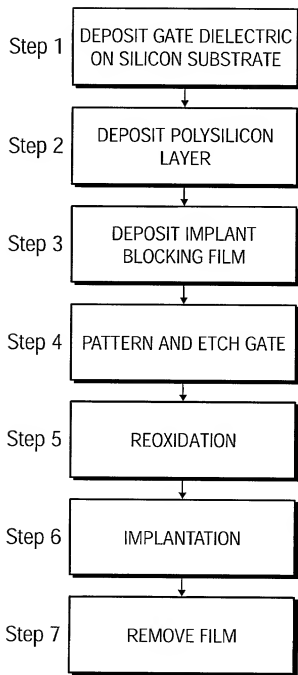 Step 1
DEPOSIT GATE DIELECTRIC
ON SILICON SUBSTRATE
Step 2
DEPOSIT POLYSILICON
LAYER
Step 3
DEPOSIT IMPLANT
BLOCKING FILM
Step 4
PATTERN AND ETCH GATE
Step 5
REOXIDATION
Step 6
IMPLANTATION
Step 7
REMOVE FILM